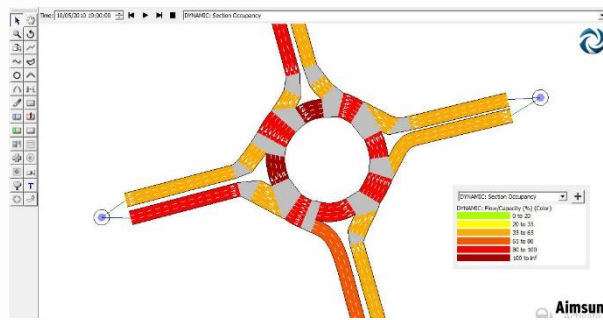 Time: 18/05/2010 19:00:00 DYNAMIC: Section Occupancy
DYNAMIC: Section Occupancy
DYNAMIC: Flow/Capacity (%) (Color)
0 to 20
20 to 35
35 to 65
65 to 80
80 to 100
100 to inf
Aimsun